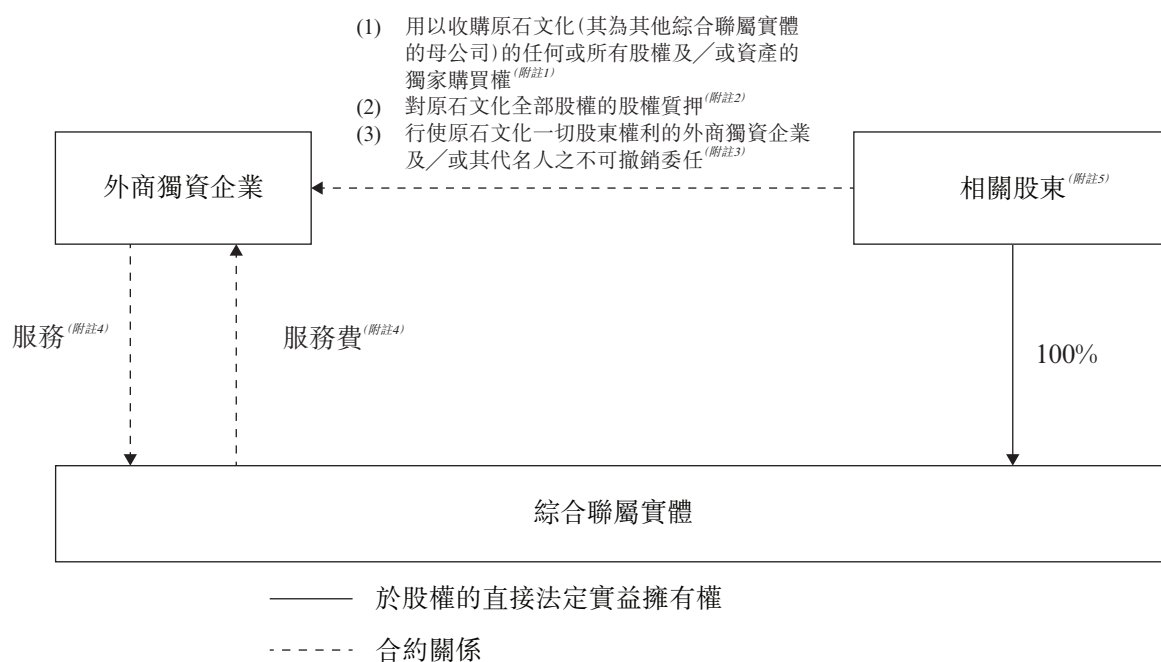 (1) 用以收購原石文化(其為其他綜合聯屬實體
的母公司)的任何或所有股權及／或資產的
獨家購買權(附註1)
(2) 對原石文化全部股權的股權質押(附註2)
(3) 行使原石文化一切股東權利的外商獨資企業
及／或其代名人之不可撤銷委任(附註3)
外商獨資企業
相關股東(附註5)
服務(附註4)
服務費(附註4)
100%
綜合聯屬實體
於股權的直接法定實益擁有權
合約關係